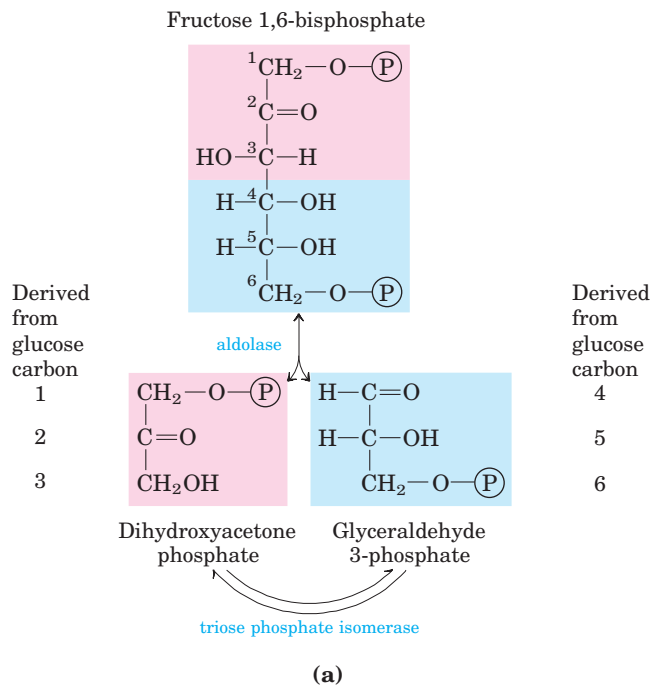 Fructose 1,6-bisphosphate
¹CH₂—O—Ⓟ
²C=O
HO—³C—H
H—⁴C—OH
H—⁵C—OH
⁶CH₂—O—Ⓟ
Derived
from
glucose
carbon
1
2
3
aldolase
Derived
from
glucose
carbon
4
5
6
CH₂—O—Ⓟ
C=O
CH₂OH
H—C=O
H—C—OH
CH₂—O—Ⓟ
Dihydroxyacetone
phosphate
Glyceraldehyde
3-phosphate
triose phosphate isomerase
(a)